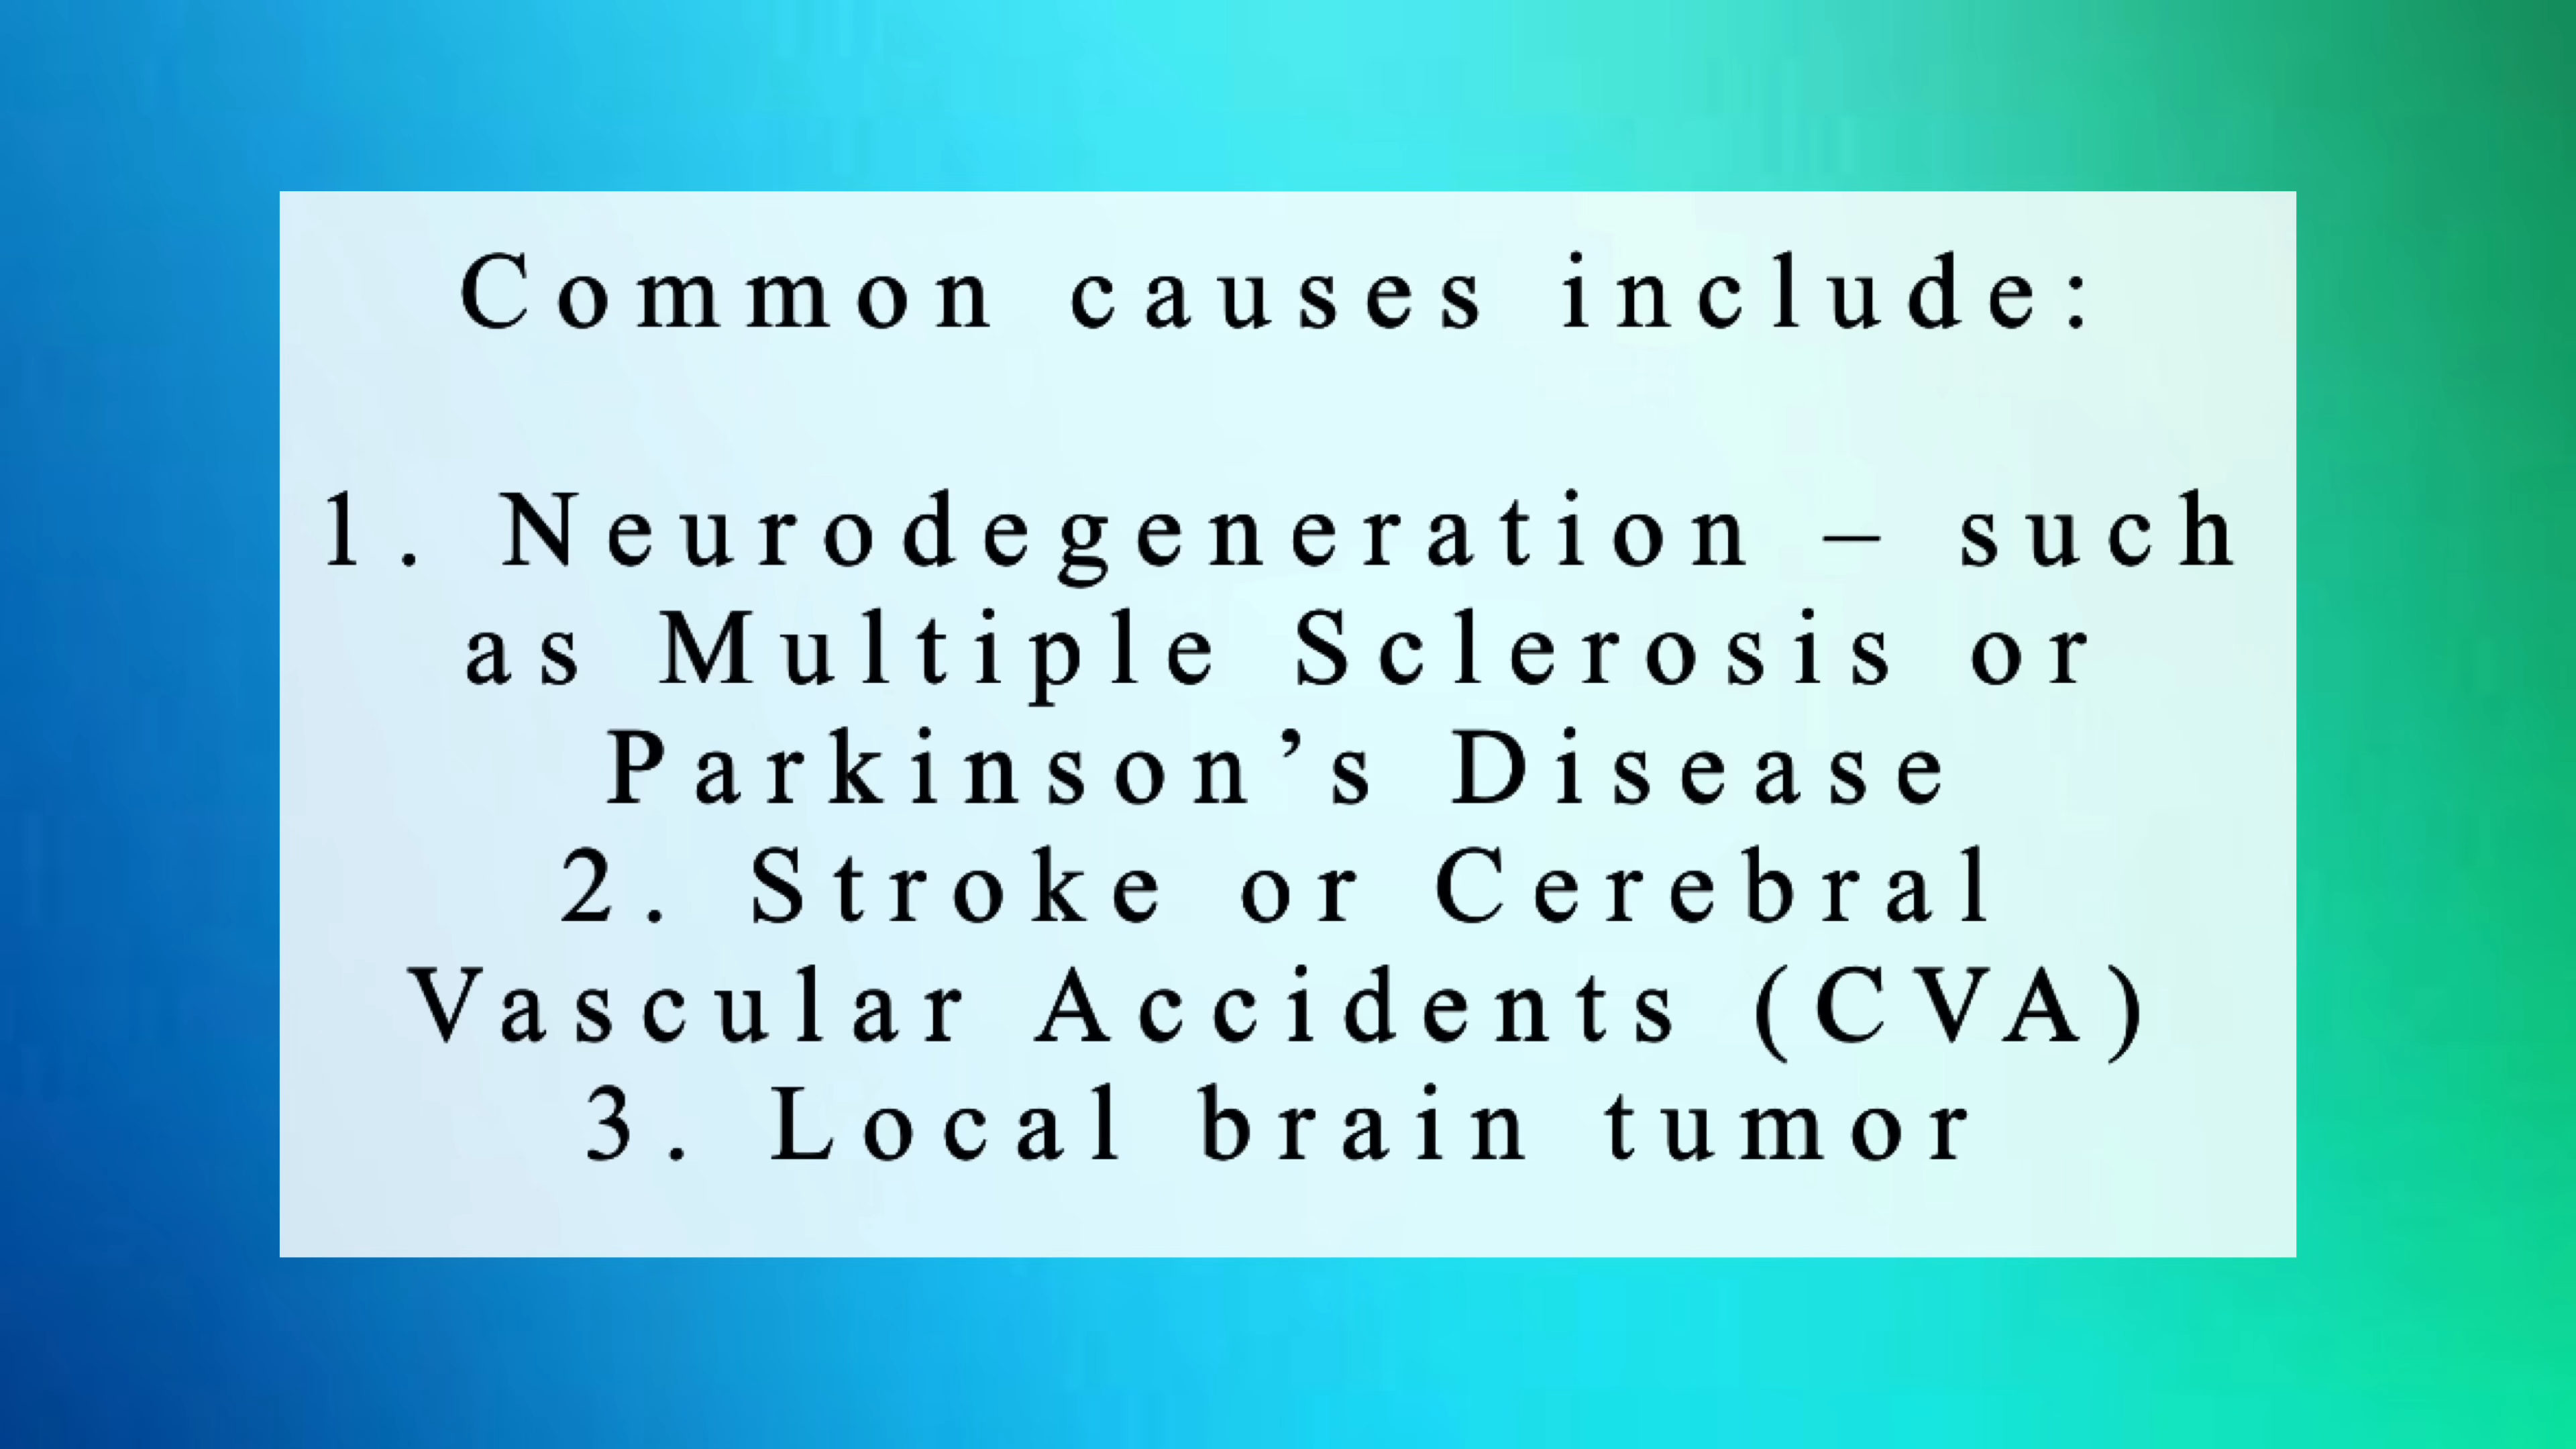 Common causes include:
1. Neurodegeneration – such
as Multiple Sclerosis or
Parkinson’s Disease
2. Stroke or Cerebral
Vascular Accidents (CVA)
3. Local brain tumor